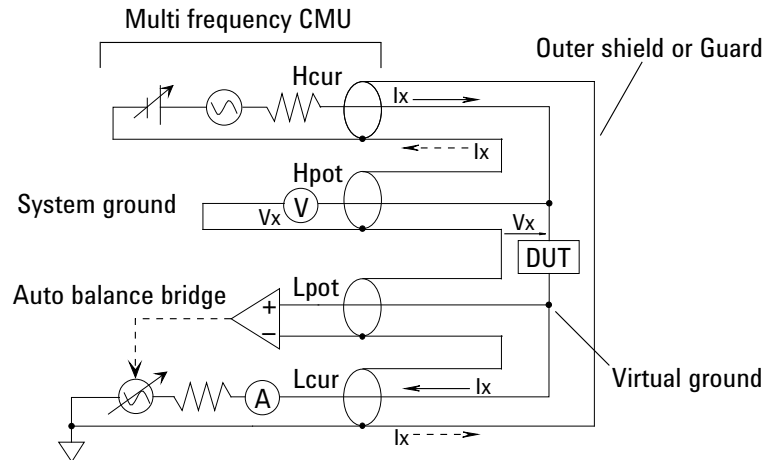 Multi frequency CMU
Outer shield or Guard
Hcur
Ix
Ix
Hpot
System ground
V
Vx
Vx
DUT
Lpot
Auto balance bridge
+
−
Lcur
Virtual ground
A
Ix
Ix